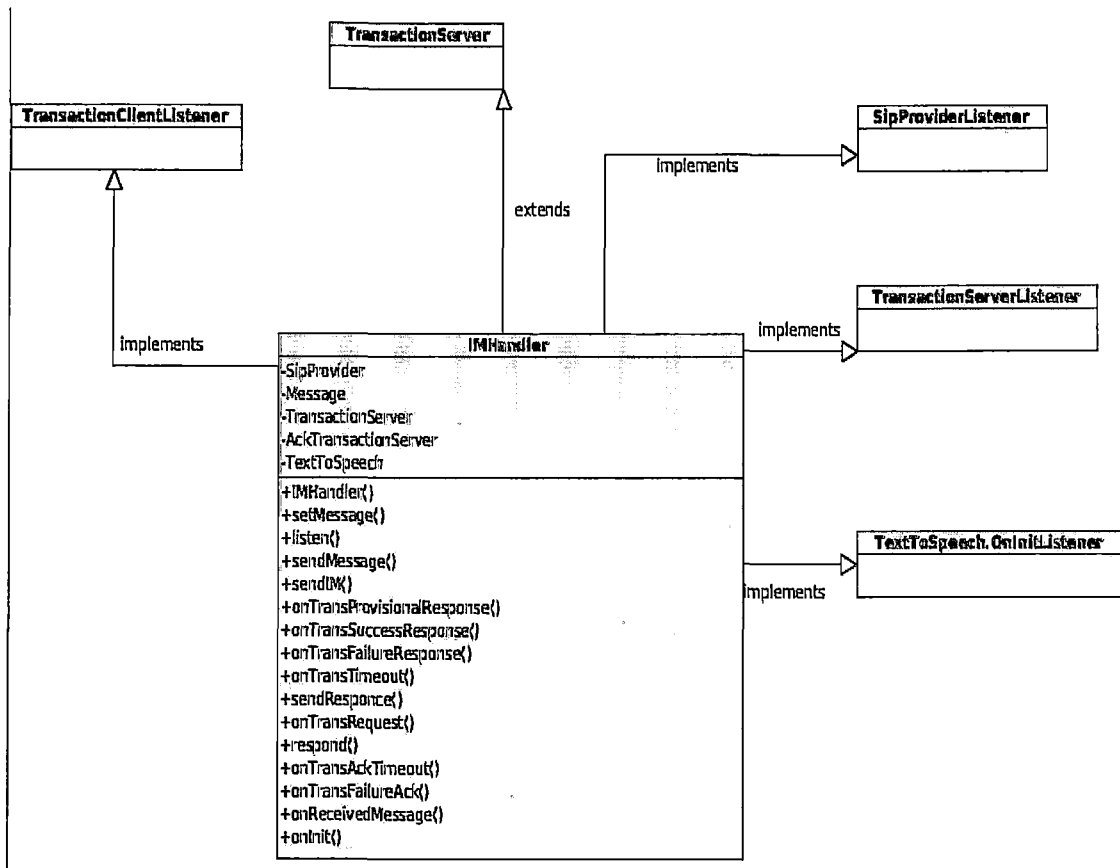 TransactionServer
TransactionClientListener
SipProviderListener
implements
extends
TransactionServerListener
implements
implements
IMHandler
-SipProvider
-Message
-TransactionServer
-AckTransactionServer
-TextToSpeech
+IMHandler()
+setMessage()
+listen()
+sendMessage()
+sendIM()
+onTransProvisionalResponse()
+onTransSuccessResponse()
+onTransFailureResponse()
+onTransTimeout()
+sendResponce()
+onTransRequest()
+respond()
+onTransAckTimeout()
+onTransFailureAck()
+onReceivedMessage()
+onInit()
TextToSpeech.OnInitListener
implements